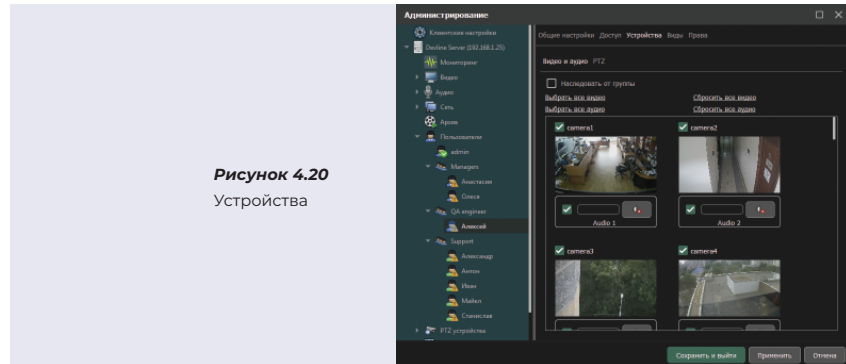 Рисунок 4.20
Устройства
Администрирование
Клиентские настройки
Devline Server (192.168.1.25)
Мониторинг
Видео
Аудио
Сеть
Архив
Пользователи
admin
Managers
Анастасия
Олеся
QA engineer
Алексей
Support
Александр
Антон
Иван
Майкл
Станислав
PTZ устройства
Общие настройки Доступ Устройства Виды Права
Видео и аудио PTZ
Наследовать от группы
Выбрать все видео Сбросить все видео
Выбрать все аудио Сбросить все аудио
camera1 camera2
Audio 1 Audio 2
camera3 camera4
Сохранить и выйти Применить Отмена